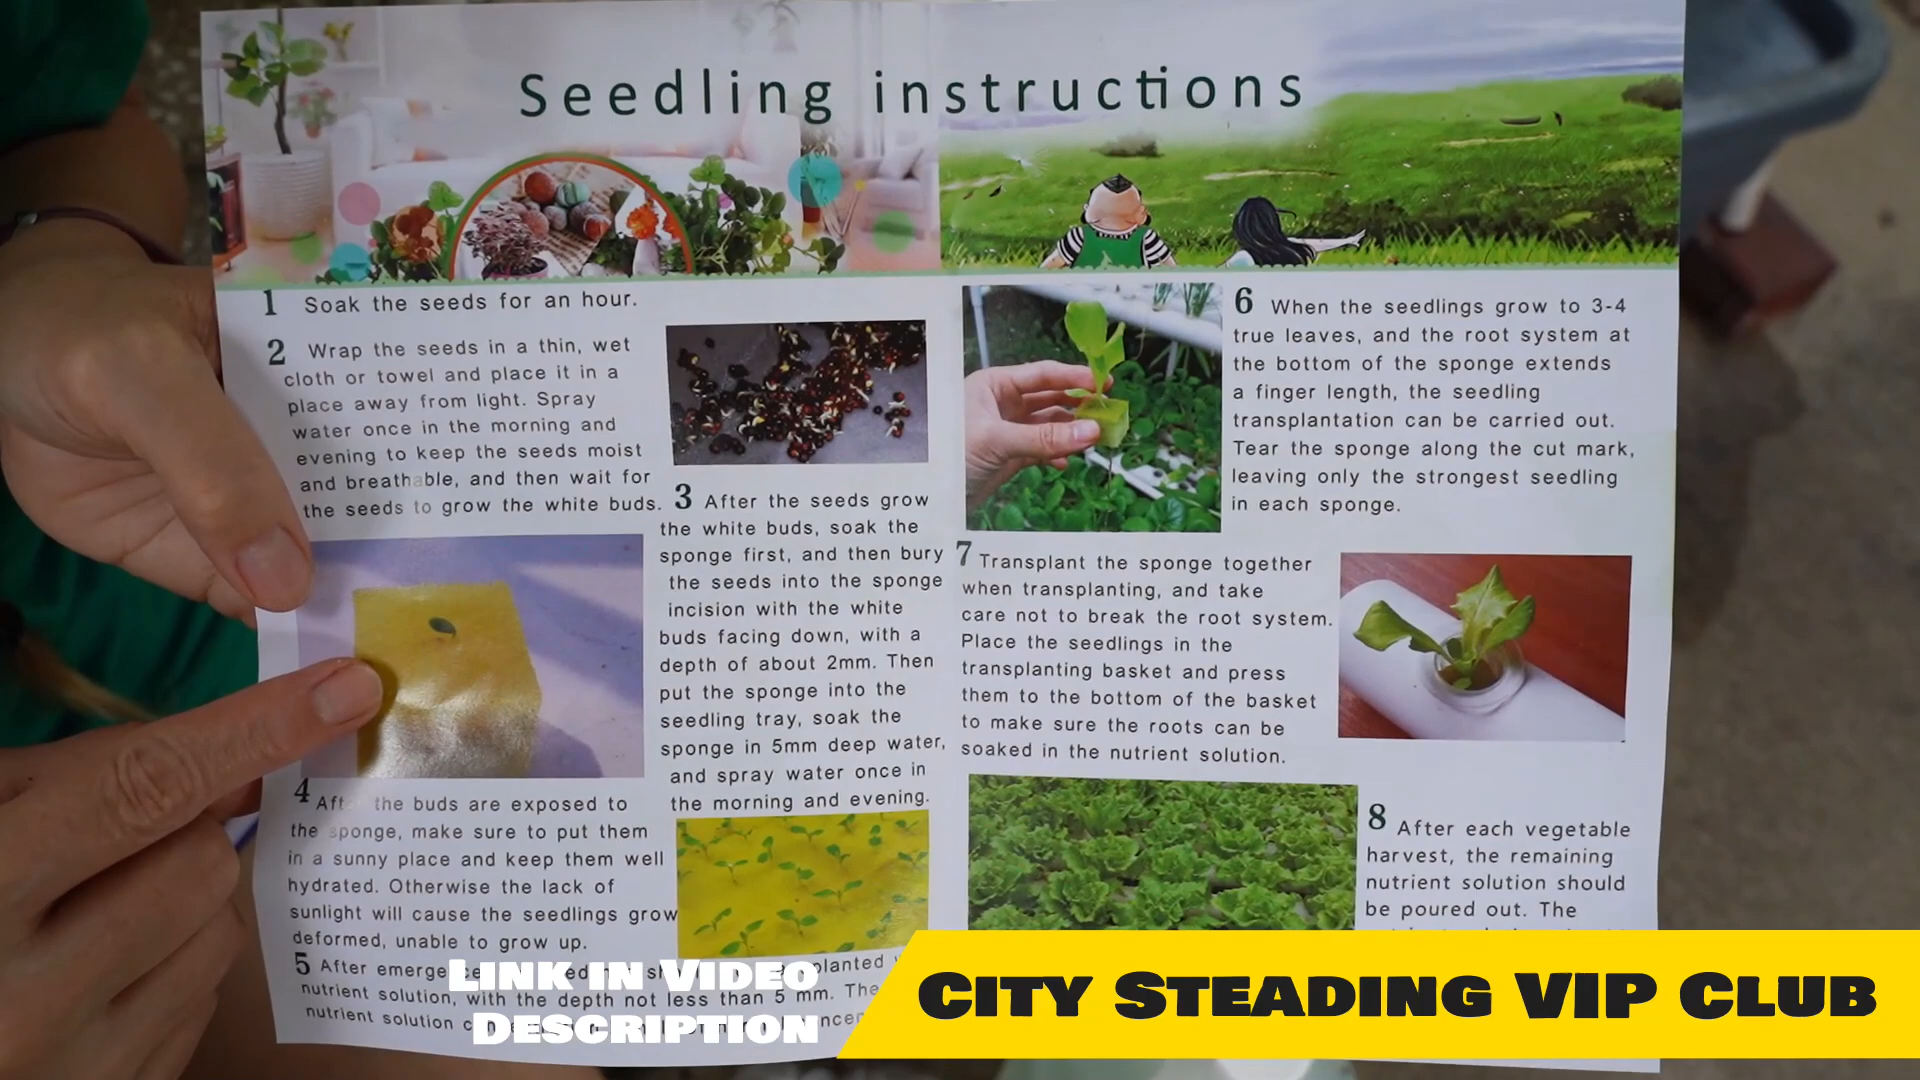 Seedling instructions
1 Soak the seeds for an hour.
2 Wrap the seeds in a thin, wet
cloth or towel and place it in a
place away from light. Spray
water once in the morning and
evening to keep the seeds moist
and breathable, and then wait for
the seeds to grow the white buds.
3 After the seeds grow
the white buds, soak the
sponge first, and then bury
the seeds into the sponge
incision with the white
buds facing down, with a
depth of about 2mm. Then
put the sponge into the
seedling tray, soak the
sponge in 5mm deep water,
and spray water once in
the morning and evening.
4 After the buds are exposed to
the sponge, make sure to put them
in a sunny place and keep them well
hydrated. Otherwise the lack of
sunlight will cause the seedlings grow
deformed, unable to grow up.
5 After planted
nutrient solution, with the depth not less than 5 mm. The
nutrient solution
6 When the seedlings grow to 3-4
true leaves, and the root system at
the bottom of the sponge extends
a finger length, the seedling
transplantation can be carried out.
Tear the sponge along the cut mark,
leaving only the strongest seedling
in each sponge.
7 Transplant the sponge together
when transplanting, and take
care not to break the root system.
Place the seedlings in the
transplanting basket and press
them to the bottom of the basket
to make sure the roots can be
soaked in the nutrient solution.
8 After each vegetable
harvest, the remaining
nutrient solution should
be poured out. The
Link in Video
Description
City Steading VIP Club